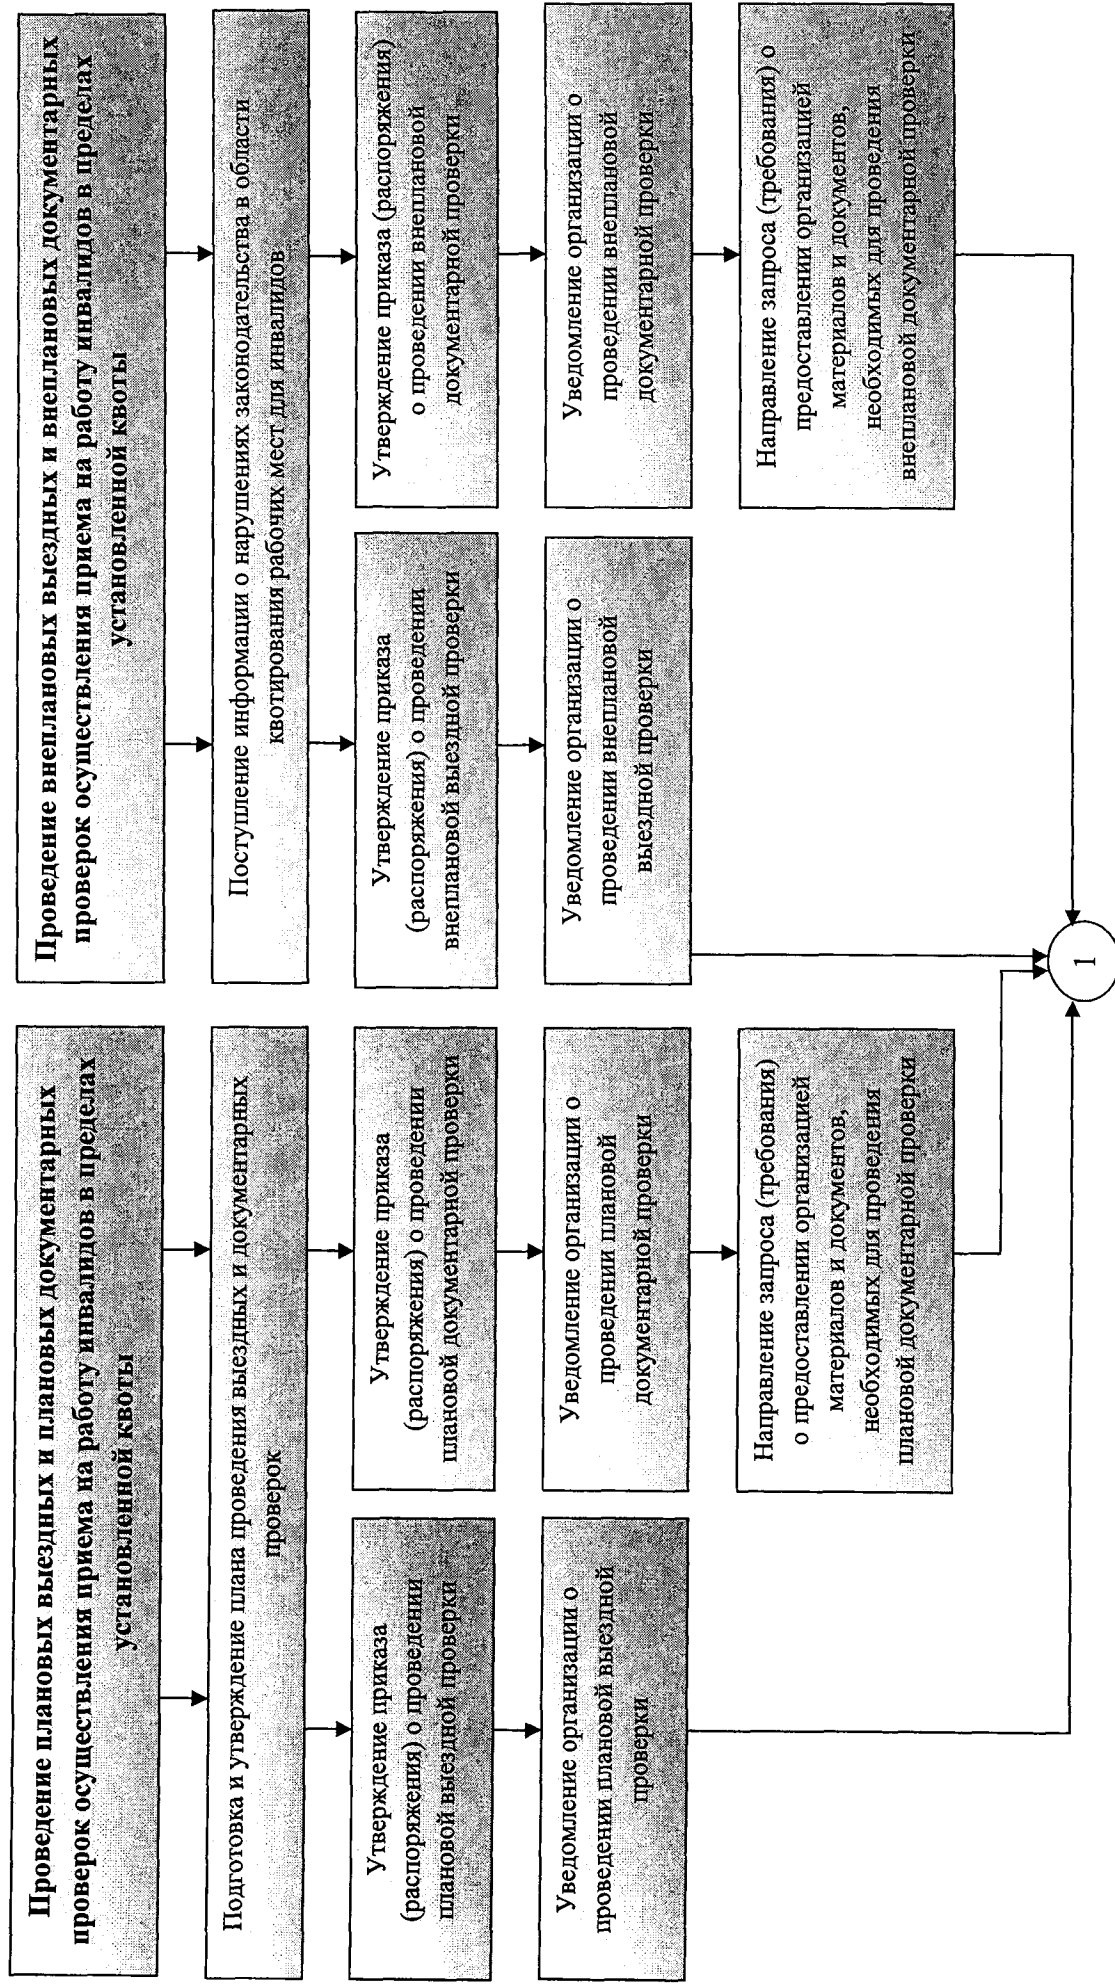 Проведение плановых выездных и плановых документарных
проверок осуществления приема на работу инвалидов в пределах
установленной квоты
Подготовка и утверждение плана проведения выездных и документарных
проверок
Утверждение приказа
(распоряжения) о проведении
плановой выездной проверки
Уведомление организации о
проведении плановой выездной
проверки
Утверждение приказа
(распоряжения) о проведении
плановой документарной проверки
Уведомление организации о
проведении плановой
документарной проверки
Направление запроса (требования)
о предоставлении организацией
материалов и документов,
необходимых для проведения
плановой документарной проверки
Проведение внеплановых выездных и внеплановых документарных
проверок осуществления приема на работу инвалидов в пределах
установленной квоты
Поступление информации о нарушениях законодательства в области
квотирования рабочих мест для инвалидов
Утверждение приказа
(распоряжения) о проведении
внеплановой выездной проверки
Уведомление организации о
проведении внеплановой
выездной проверки
Утверждение приказа (распоряжения)
о проведении внеплановой
документарной проверки
Уведомление организации о
проведении внеплановой
документарной проверки
Направление запроса (требования) о
предоставлении организацией
материалов и документов,
необходимых для проведения
внеплановой документарной проверки
1